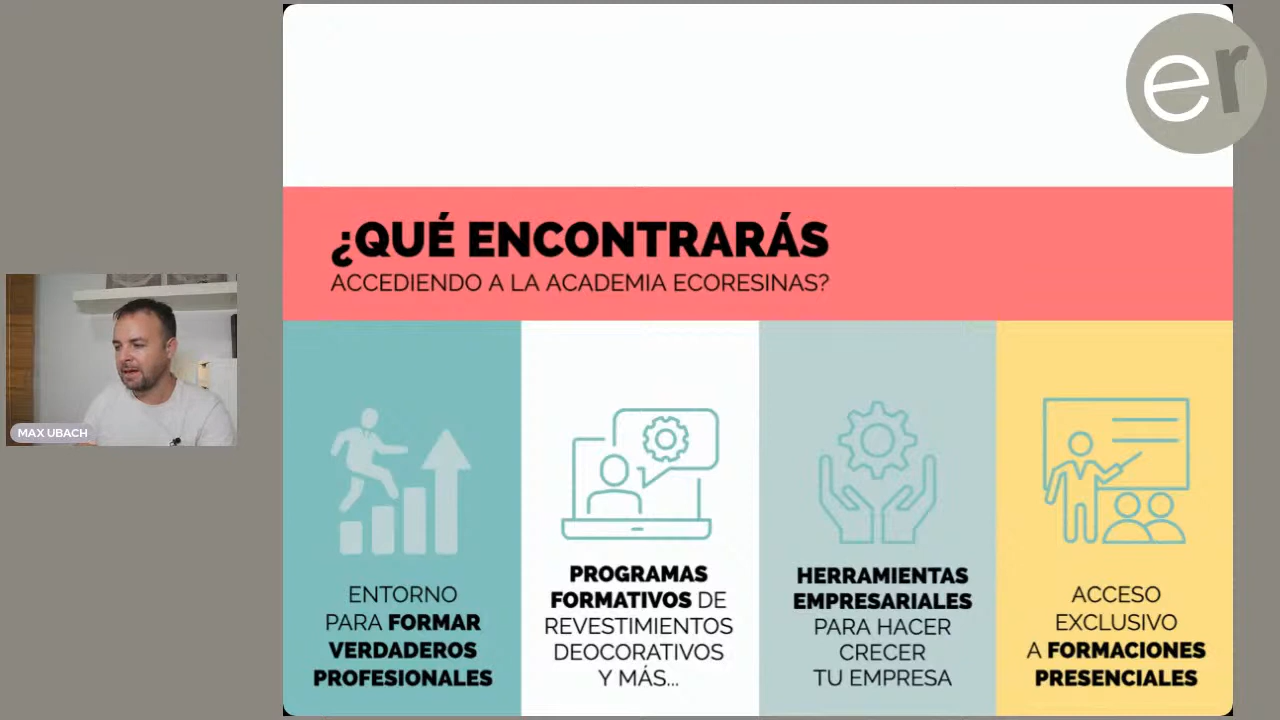 er
¿QUÉ ENCONTRARÁS
ACCEDIENDO A LA ACADEMIA ECORESINAS?
MAX UBACH
ENTORNO
PARA FORMAR
VERDADEROS
PROFESIONALES
PROGRAMAS
FORMATIVOS DE
REVESTIMIENTOS
DEOCORATIVOS
Y MÁS...
HERRAMIENTAS
EMPRESARIALES
PARA HACER
CRECER
TU EMPRESA
ACCESO
EXCLUSIVO
A FORMACIONES
PRESENCIALES